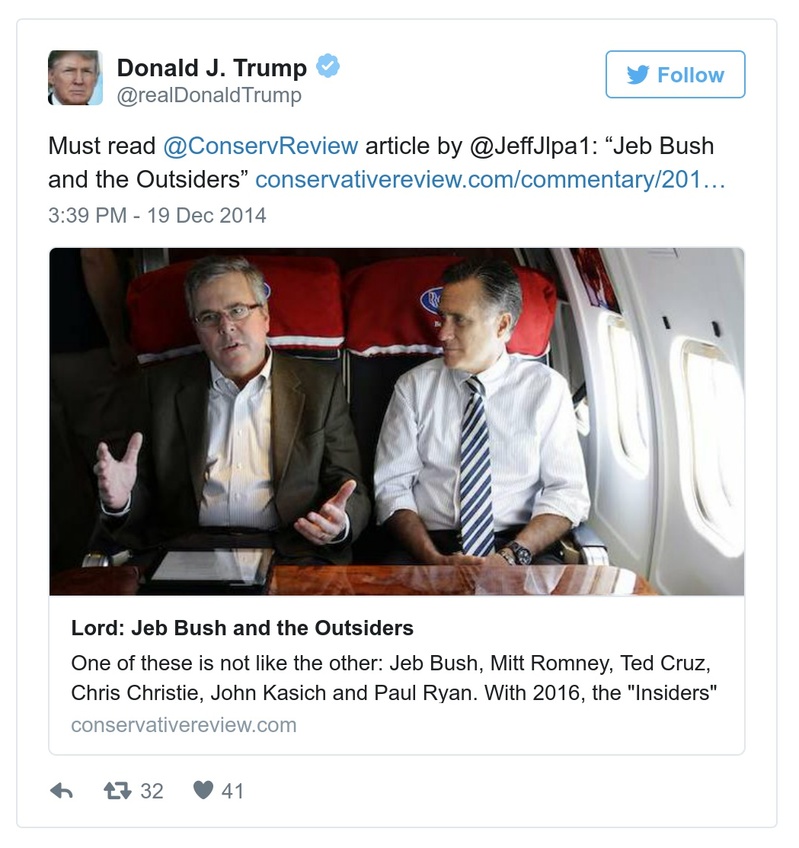 Donald J. Trump
@realDonaldTrump
Follow
Must read @ConservReview article by @JeffJlpa1: “Jeb Bush
and the Outsiders” conservativereview.com/commentary/201…
3:39 PM - 19 Dec 2014
Lord: Jeb Bush and the Outsiders
One of these is not like the other: Jeb Bush, Mitt Romney, Ted Cruz,
Chris Christie, John Kasich and Paul Ryan. With 2016, the "Insiders"
conservativereview.com
32
41